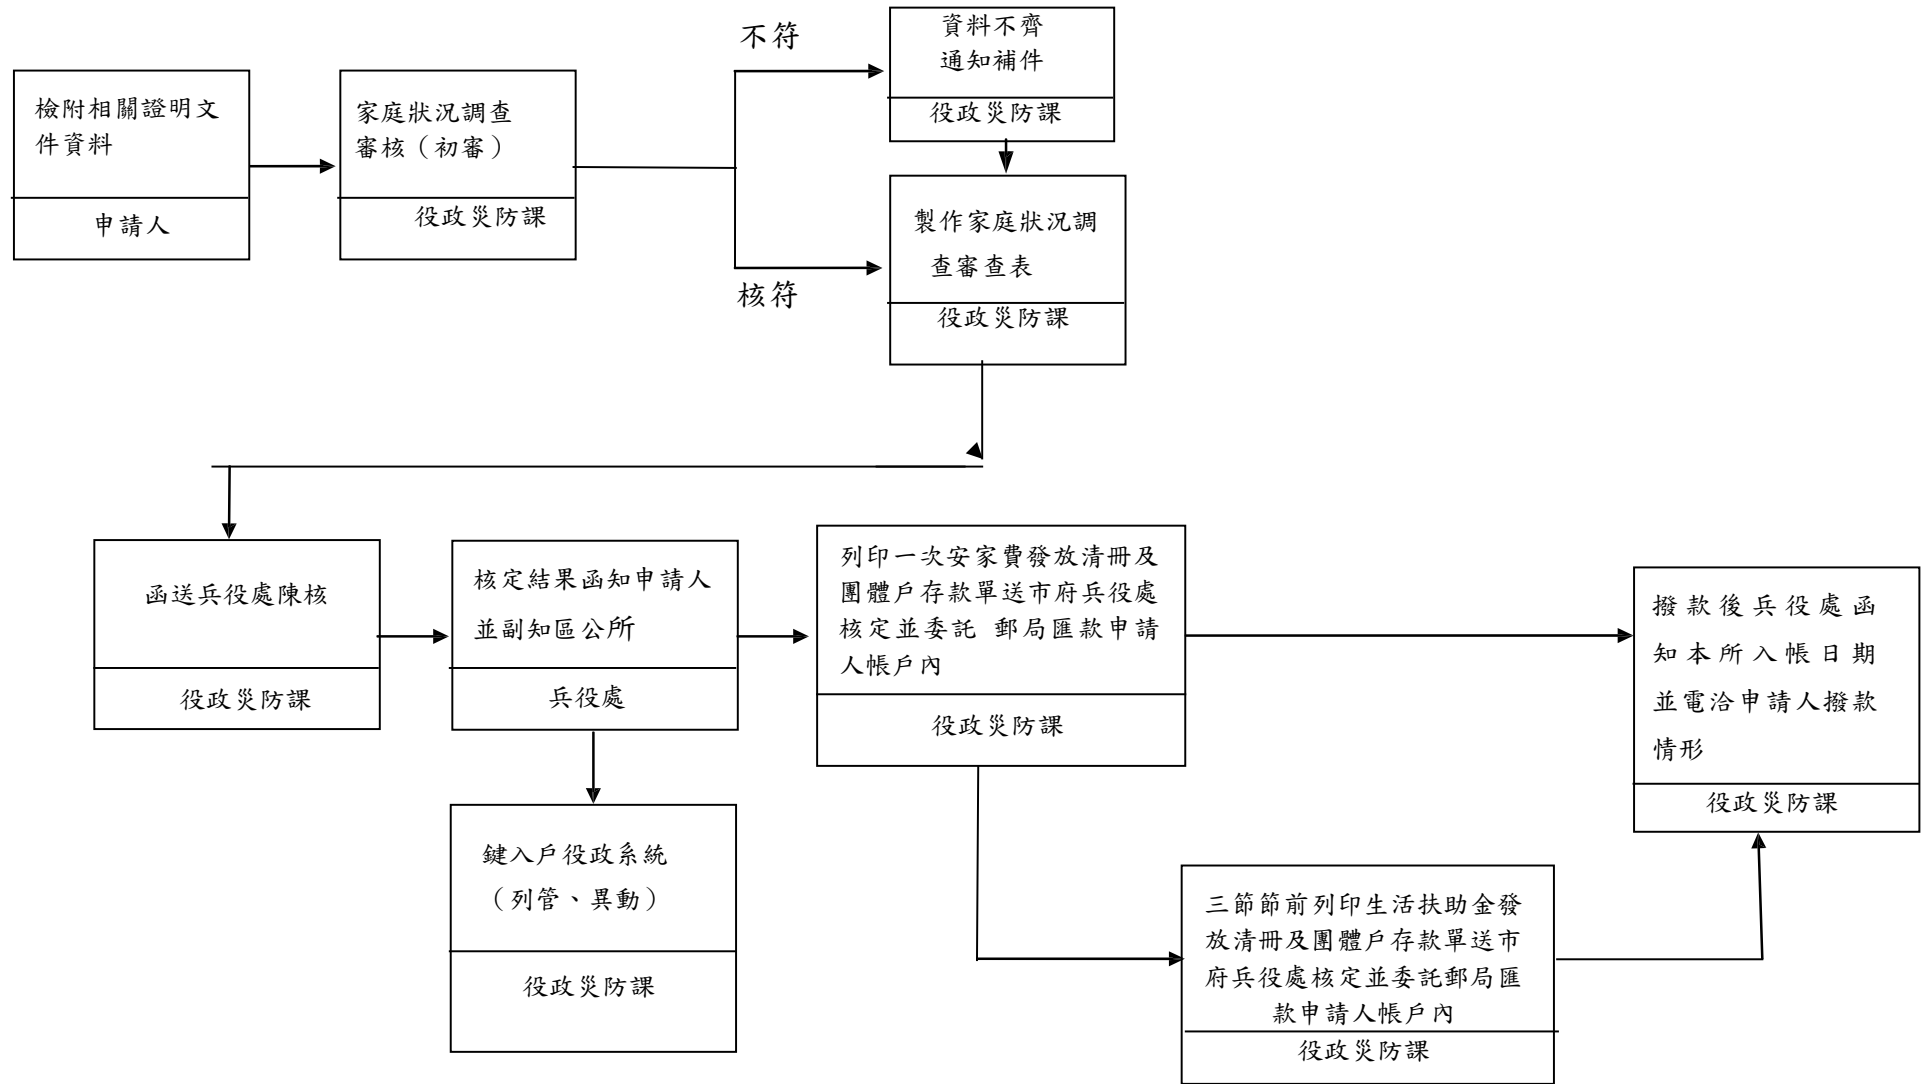 檢附相關證明文
件資料
申請人
家庭狀況調查
審核（初審）
役政災防課
不符
核符
資料不齊
通知補件
役政災防課
製作家庭狀況調
查審查表
役政災防課
函送兵役處陳核
役政災防課
核定結果函知申請人
並副知區公所
兵役處
鍵入戶役政系統
（列管、異動）
役政災防課
列印一次安家費發放清冊及
團體戶存款單送市府兵役處
核定並委託 郵局匯款申請
人帳戶內
役政災防課
三節節前列印生活扶助金發
放清冊及團體戶存款單送市
府兵役處核定並委託郵局匯
款申請人帳戶內
役政災防課
撥款後兵役處函
知本所入帳日期
並電洽申請人撥款
情形
役政災防課